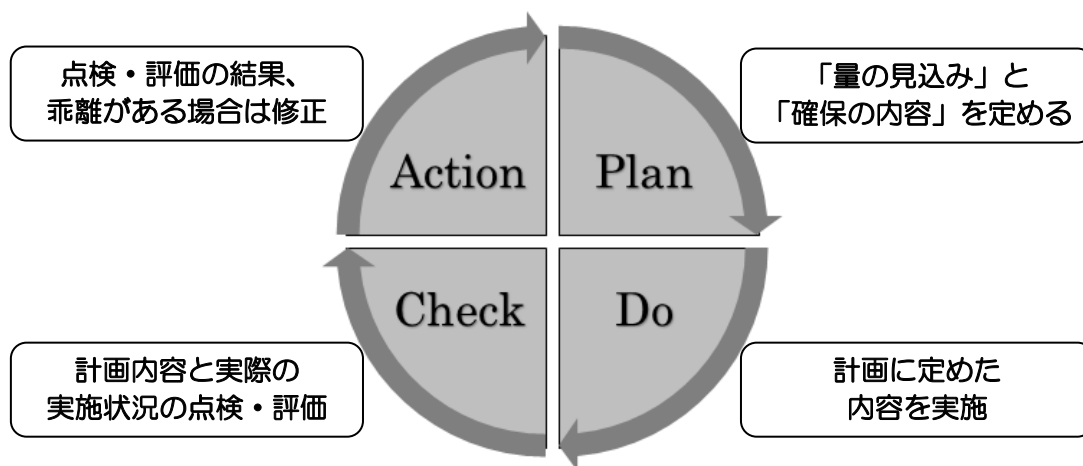 点検・評価の結果、
乖離がある場合は修正
「量の見込み」と
「確保の内容」を定める
Action
Plan
Check
Do
計画内容と実際の
実施状況の点検・評価
計画に定めた
内容を実施